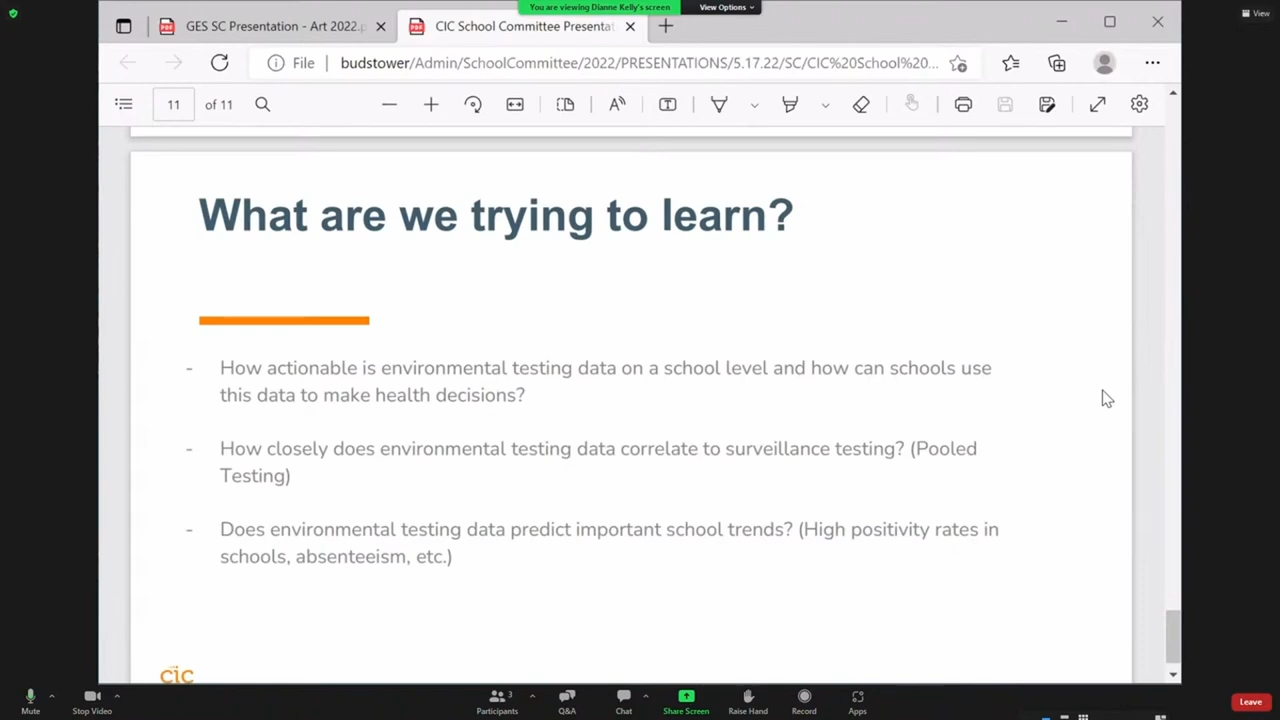 You are viewing Dianne Kelly's screen
View Options
View
GES SC Presentation - Art 2022.p
CIC School Committee Presentat
File
budstower/Admin/SchoolCommittee/2022/PRESENTATIONS/5.17.22/SC/CIC%20School%20...
11 of 11
What are we trying to learn?
- How actionable is environmental testing data on a school level and how can schools use
this data to make health decisions?
- How closely does environmental testing data correlate to surveillance testing? (Pooled
Testing)
- Does environmental testing data predict important school trends? (High positivity rates in
schools, absenteeism, etc.)
cic
Mute
Stop Video
Participants 3
Q&A
Chat
Share Screen
Raise Hand
Record
Apps
Leave